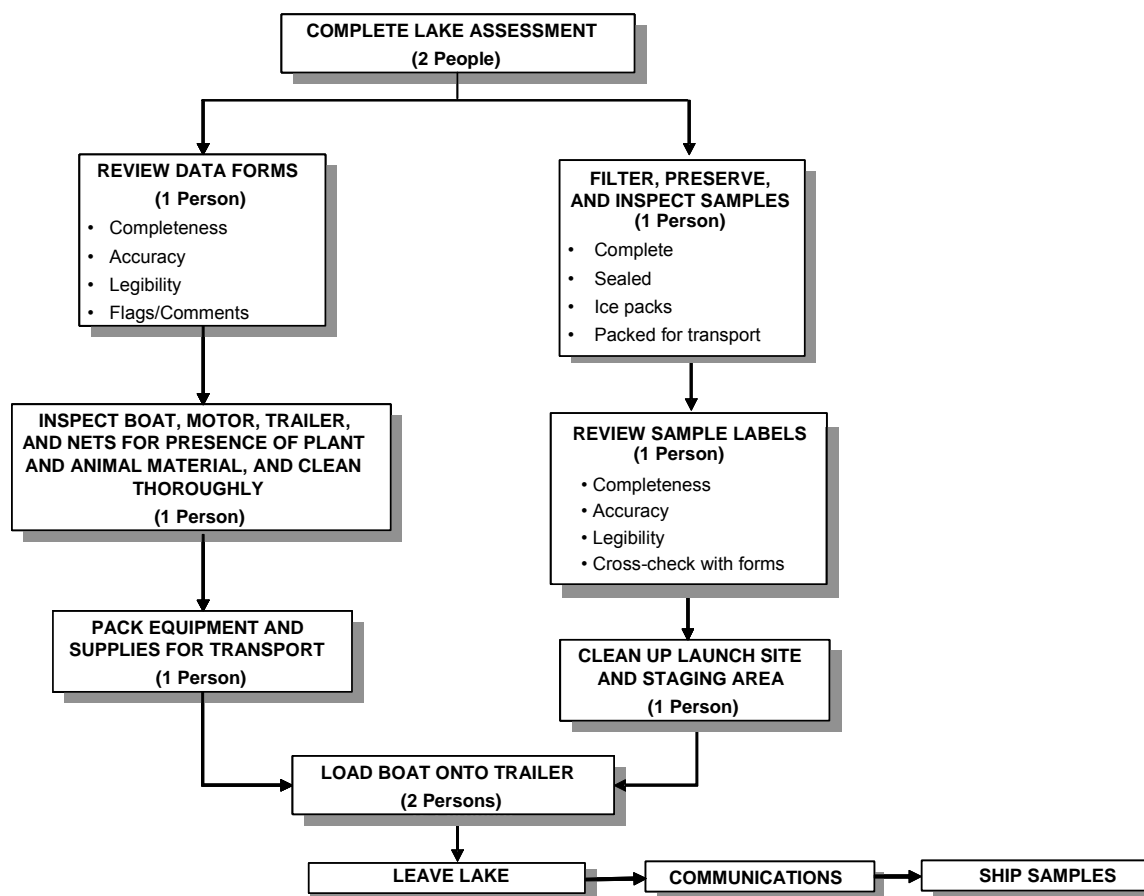 COMPLETE LAKE ASSESSMENT
(2 People)
REVIEW DATA FORMS
(1 Person)
• Completeness
• Accuracy
• Legibility
• Flags/Comments
FILTER, PRESERVE,
AND INSPECT SAMPLES
(1 Person)
• Complete
• Sealed
• Ice packs
• Packed for transport
INSPECT BOAT, MOTOR, TRAILER,
AND NETS FOR PRESENCE OF PLANT
AND ANIMAL MATERIAL, AND CLEAN
THOROUGHLY
(1 Person)
REVIEW SAMPLE LABELS
(1 Person)
• Completeness
• Accuracy
• Legibility
• Cross-check with forms
PACK EQUIPMENT AND
SUPPLIES FOR TRANSPORT
(1 Person)
CLEAN UP LAUNCH SITE
AND STAGING AREA
(1 Person)
LOAD BOAT ONTO TRAILER
(2 Persons)
LEAVE LAKE
COMMUNICATIONS
SHIP SAMPLES